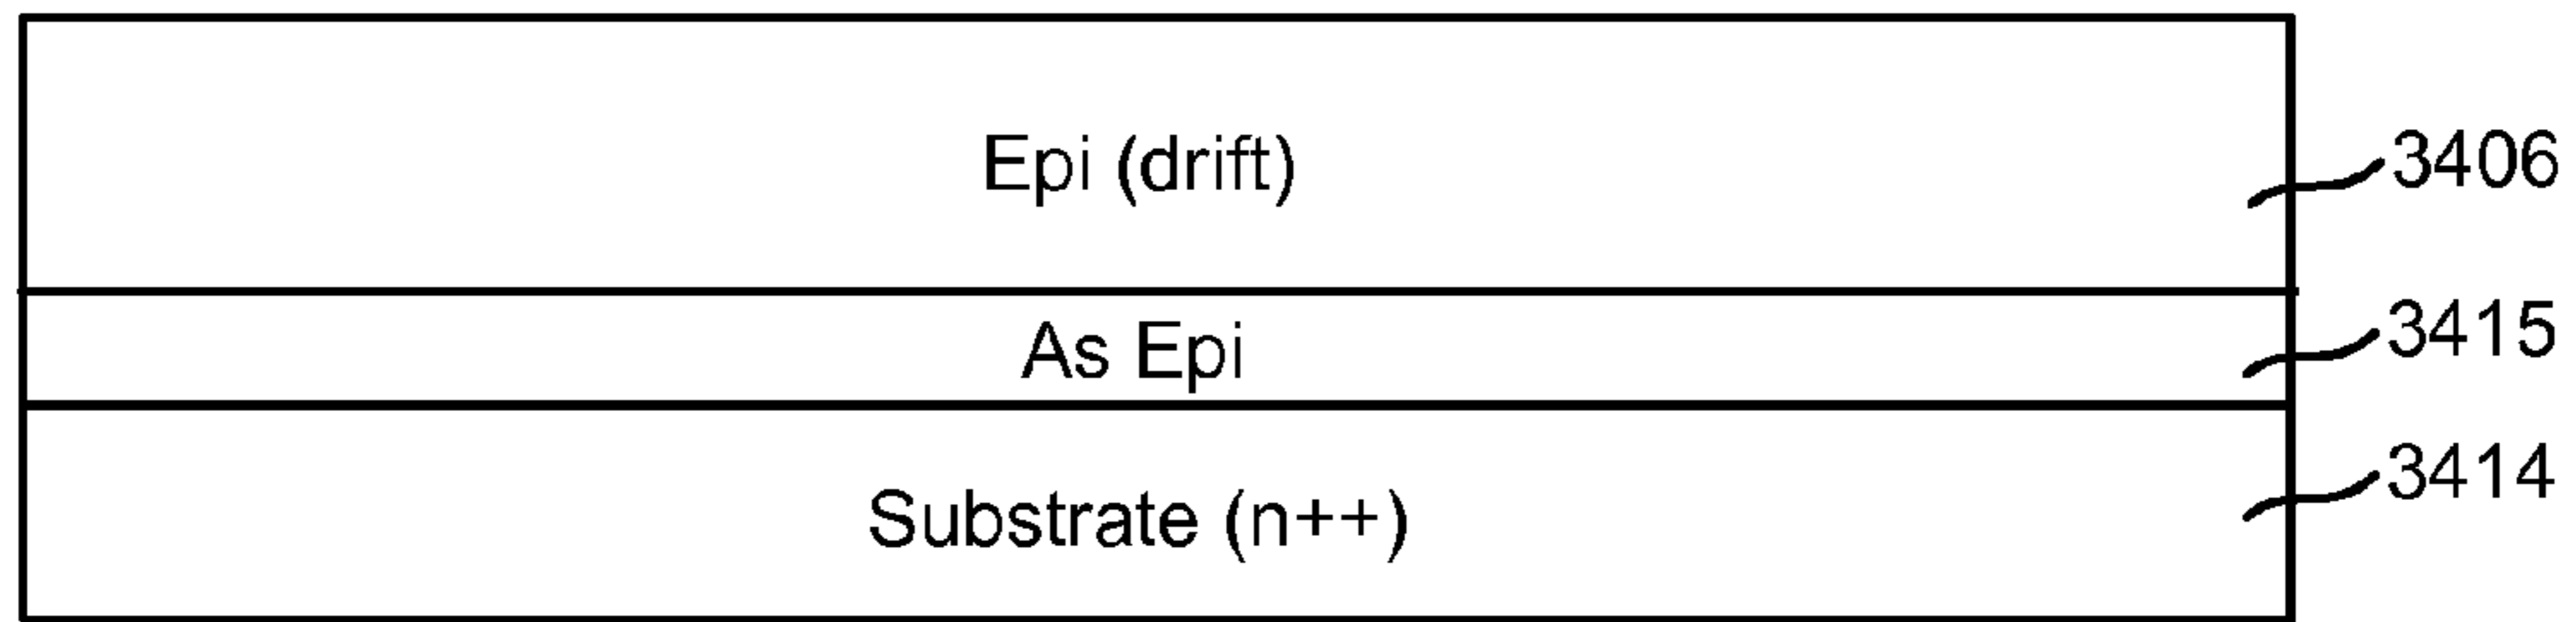 Epi (drift)
3406
As Epi
3415
Substrate (n++)
3414